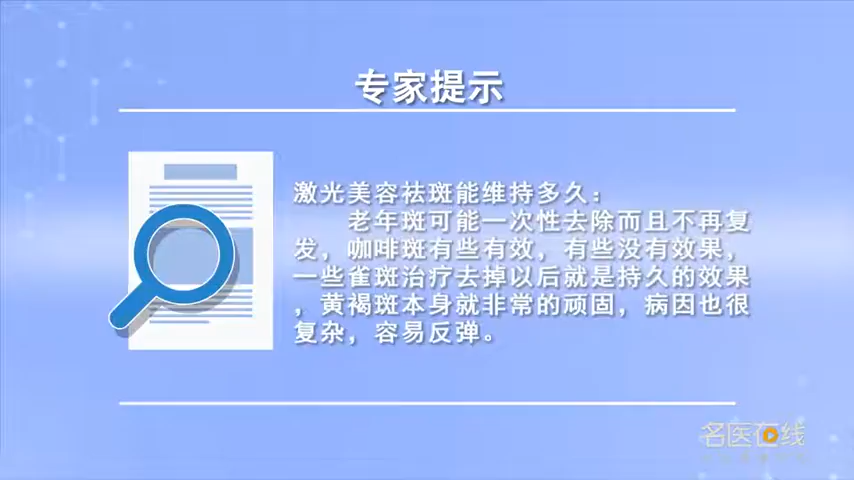 专家提示
激光美容祛斑能维持多久：
老年斑可能一次性去除而且不再复
发，咖啡斑有些有效，有些没有效果，
一些雀斑治疗去掉以后就是持久的效果
，黄褐斑本身就非常的顽固，病因也很
复杂，容易反弹。
名医在线